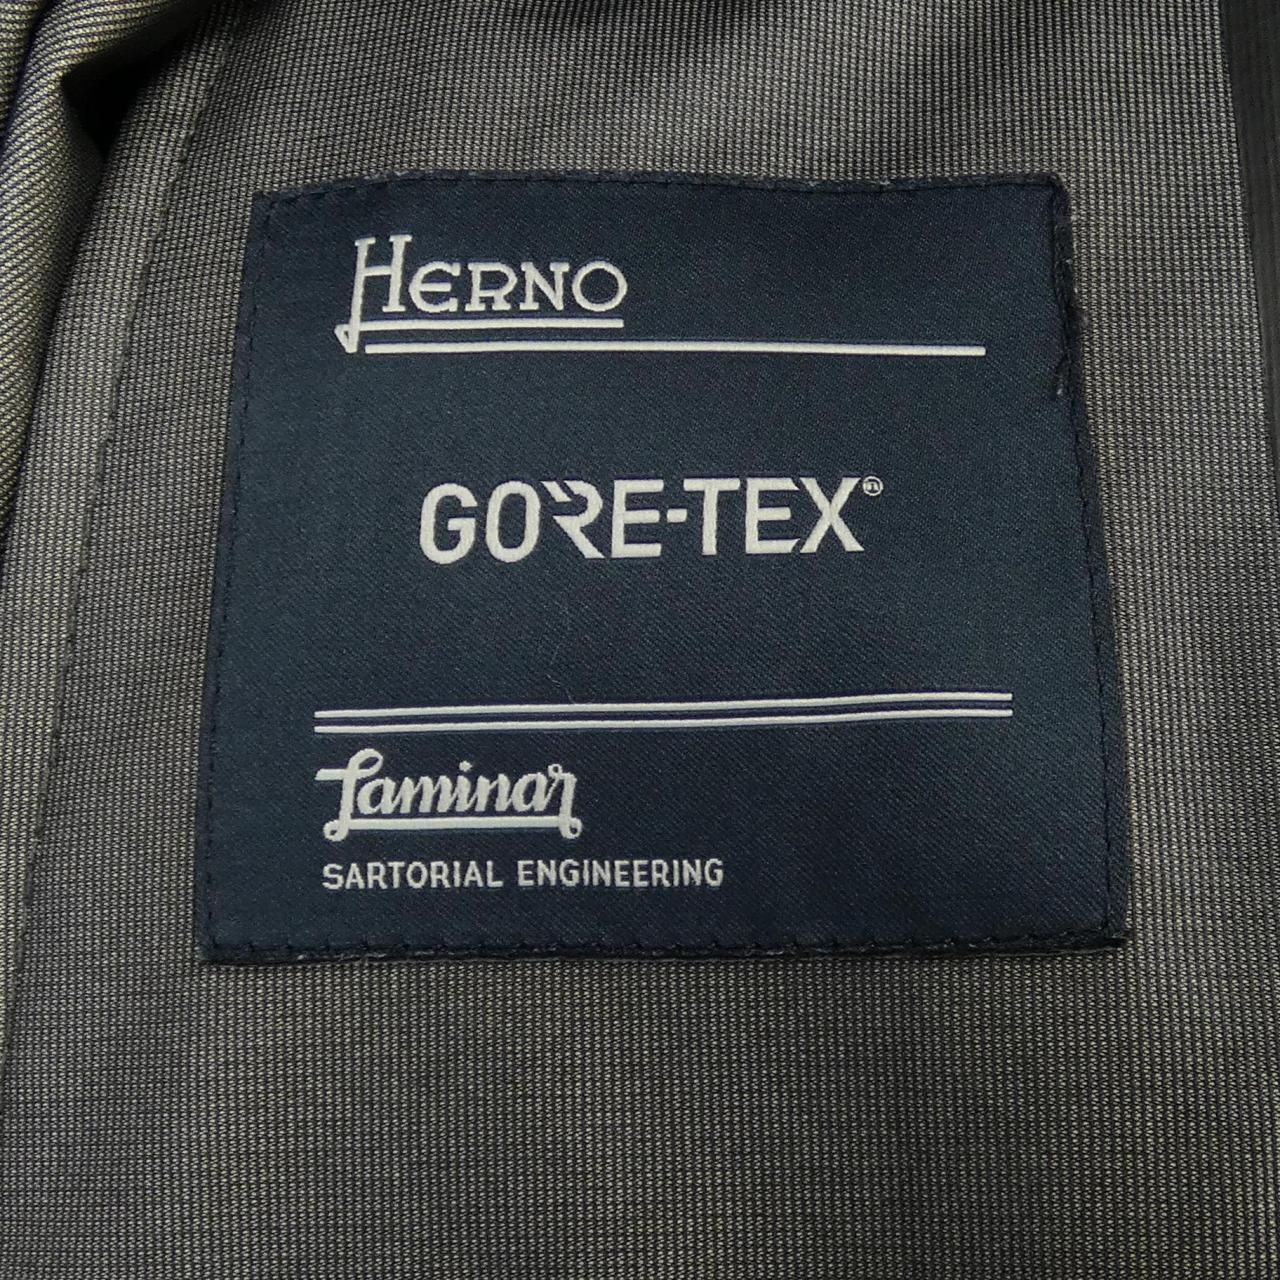 HERNO
GORE-TEX®
Laminar
SARTORIAL ENGINEERING